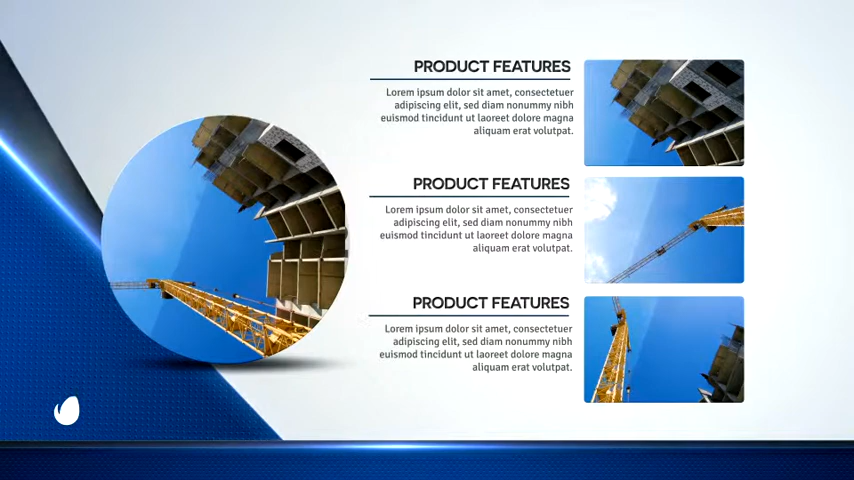 PRODUCT FEATURES
Lorem ipsum dolor sit amet, consectetuer
adipiscing elit, sed diam nonummy nibh
euismod tincidunt ut laoreet dolore magna
aliquam erat volutpat.
PRODUCT FEATURES
Lorem ipsum dolor sit amet, consectetuer
adipiscing elit, sed diam nonummy nibh
euismod tincidunt ut laoreet dolore magna
aliquam erat volutpat.
PRODUCT FEATURES
Lorem ipsum dolor sit amet, consectetuer
adipiscing elit, sed diam nonummy nibh
euismod tincidunt ut laoreet dolore magna
aliquam erat volutpat.